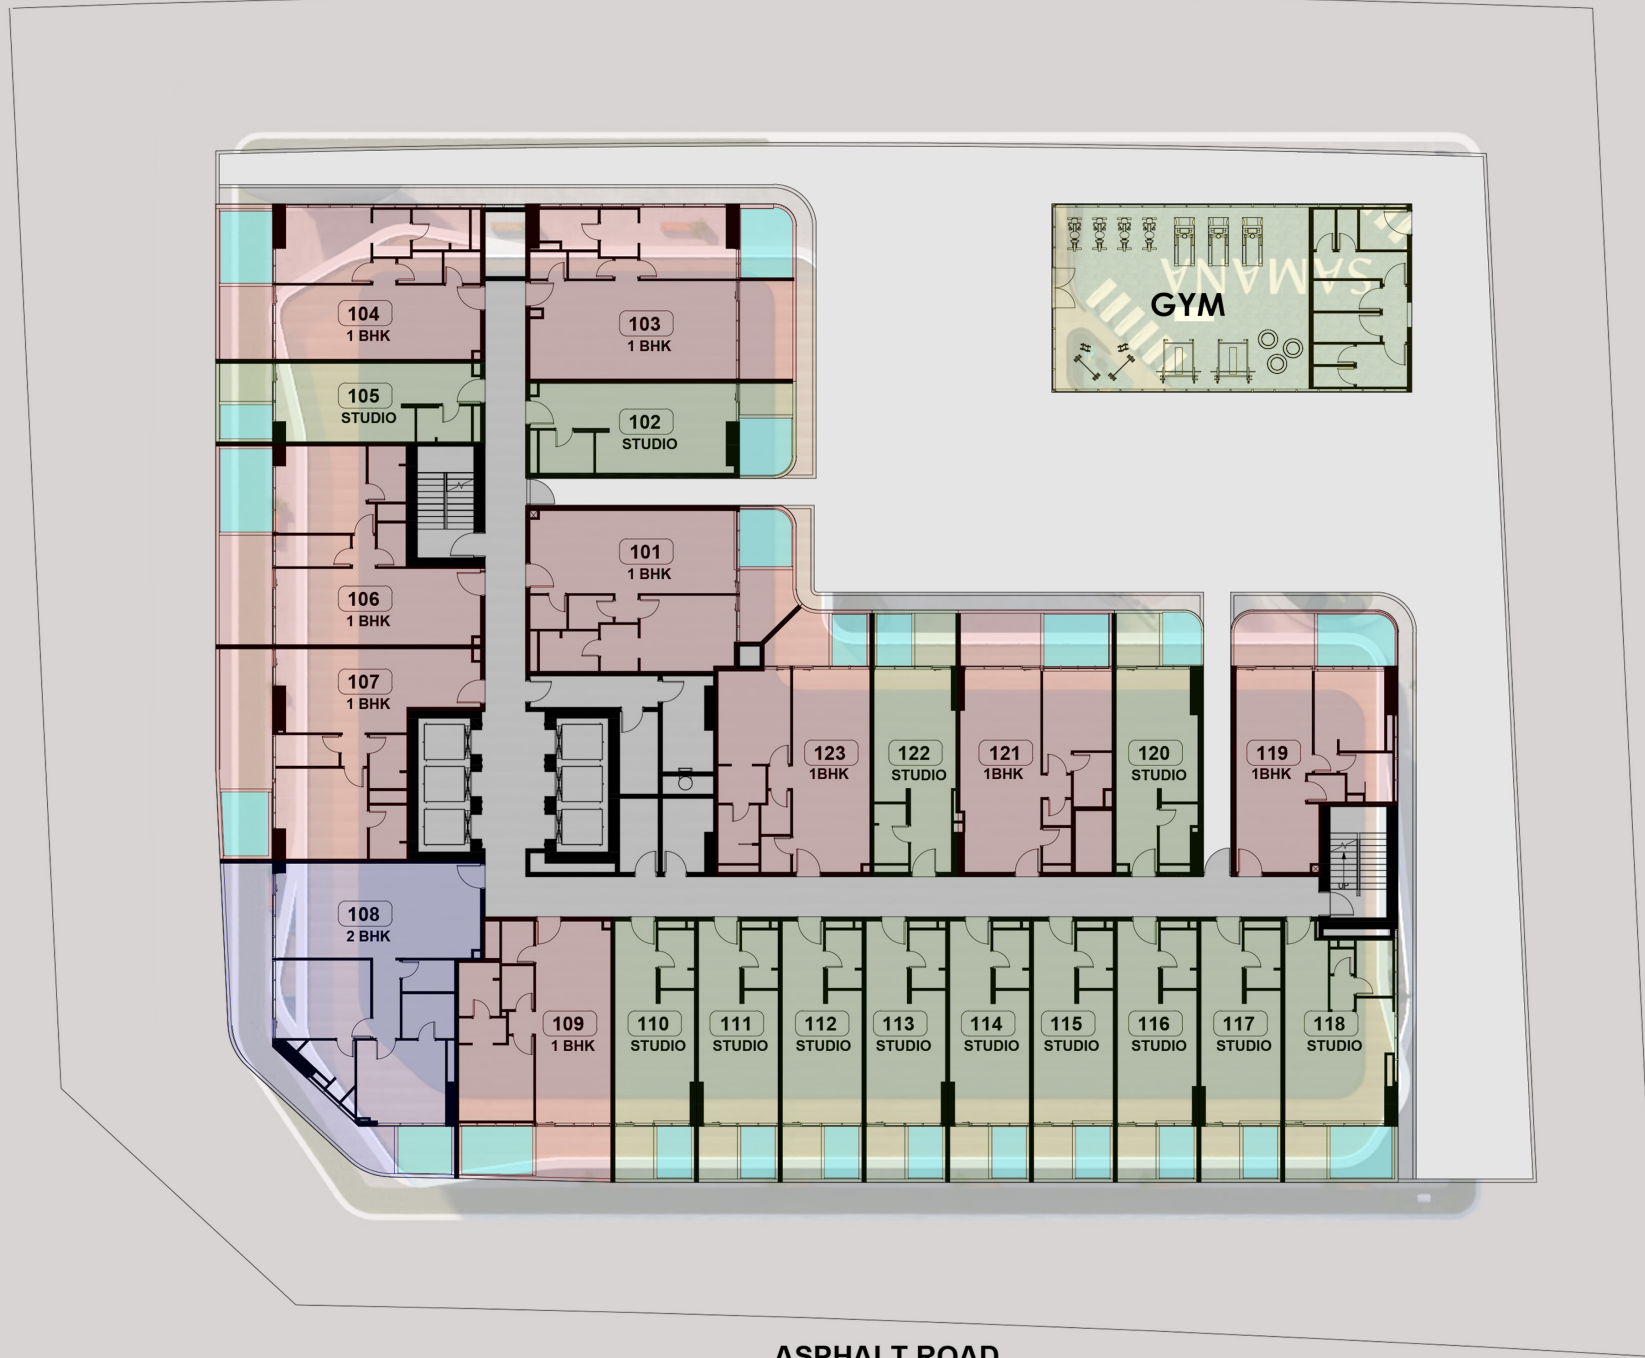 SAMANA
GYM
104
1 BHK
103
1 BHK
105
STUDIO
102
STUDIO
101
1 BHK
106
1 BHK
107
1 BHK
123
1BHK
122
STUDIO
121
1BHK
120
STUDIO
119
1BHK
UP
108
2 BHK
109
1 BHK
110
STUDIO
111
STUDIO
112
STUDIO
113
STUDIO
114
STUDIO
115
STUDIO
116
STUDIO
117
STUDIO
118
STUDIO
ASPHALT ROAD